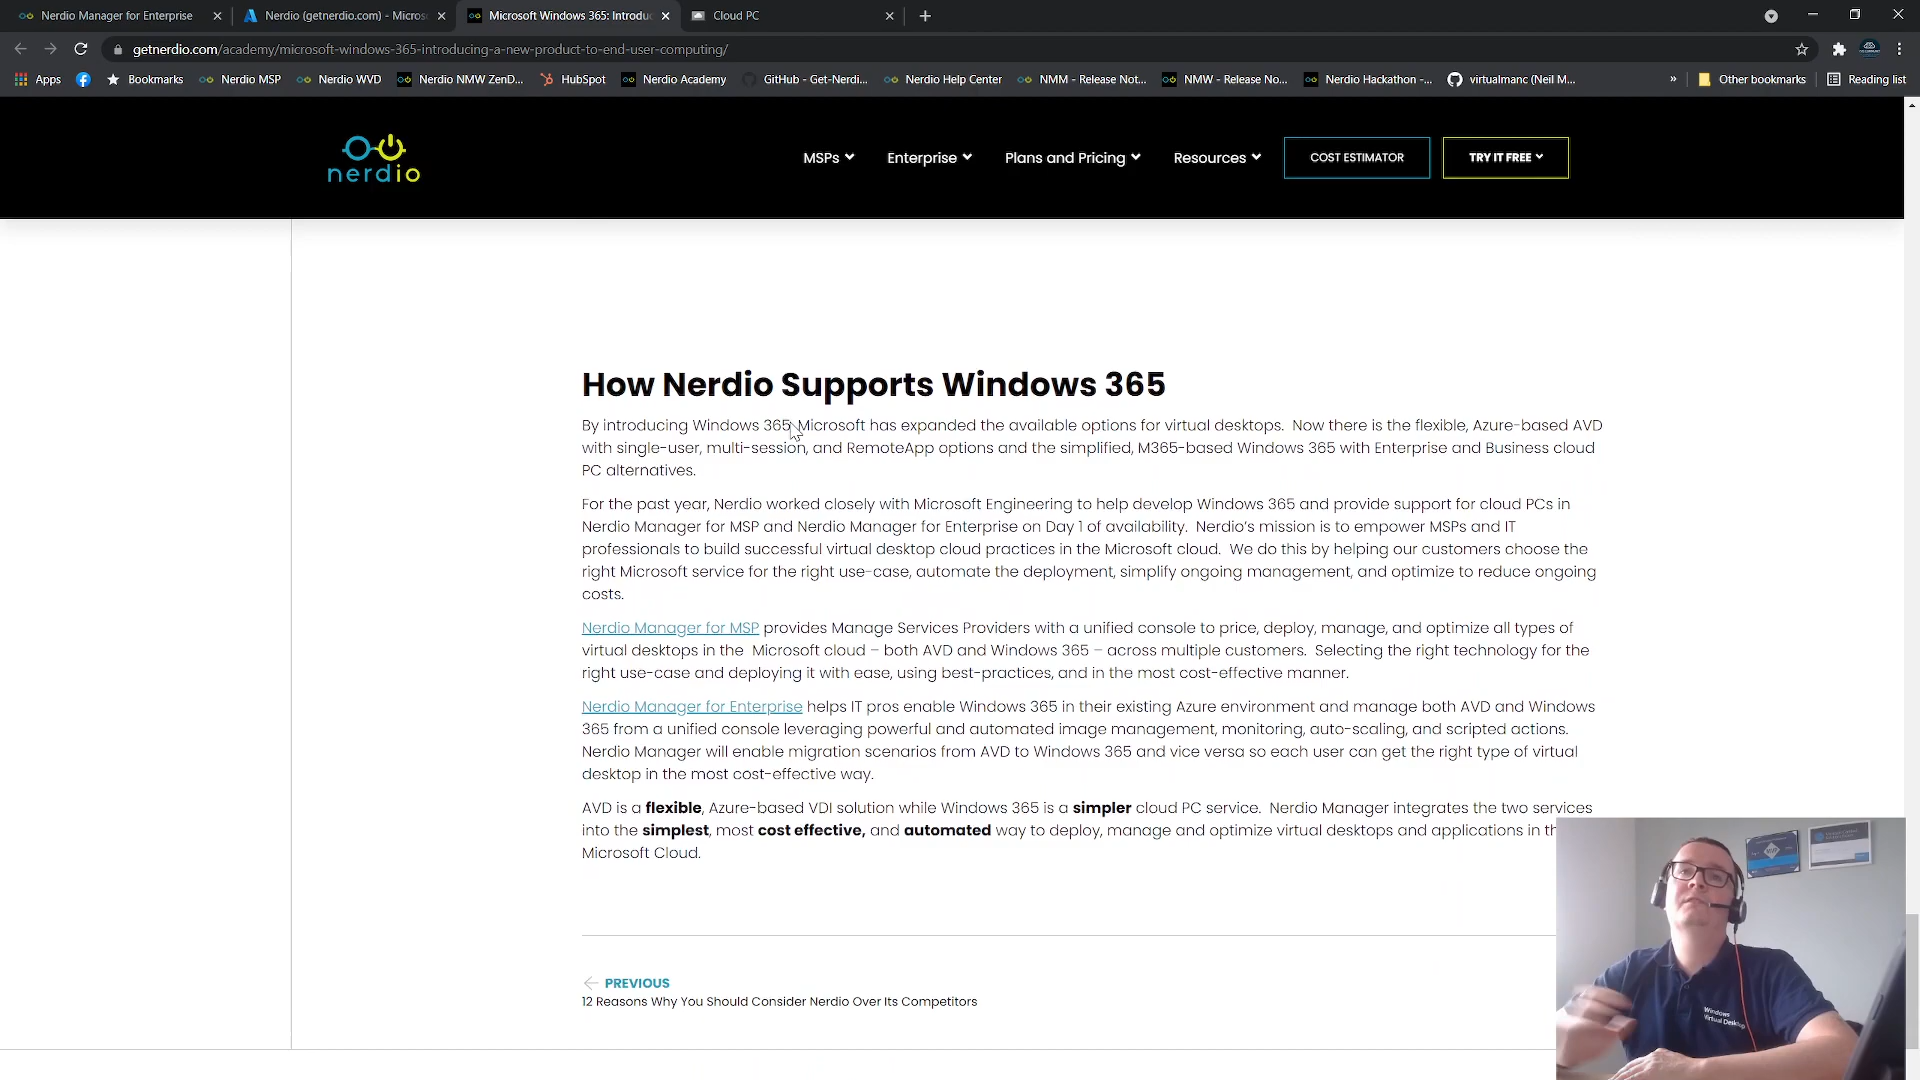 Nerdio Manager for Enterprise
Nerdio (getnerdio.com) - Microso
Microsoft Windows 365: Introduc
Cloud PC
getnerdio.com/academy/microsoft-windows-365-introducing-a-new-product-to-end-user-computing/
Apps
Bookmarks
Nerdio MSP
Nerdio WVD
Nerdio NMW ZenD...
HubSpot
Nerdio Academy
GitHub - Get-Nerdi...
Nerdio Help Center
NMM - Release Not...
NMW - Release No...
Nerdio Hackathon -...
virtualmanc (Neil M...
»
Other bookmarks
Reading list
nerdio
MSPs
Enterprise
Plans and Pricing
Resources
COST ESTIMATOR
TRY IT FREE
How Nerdio Supports Windows 365
By introducing Windows 365, Microsoft has expanded the available options for virtual desktops. Now there is the flexible, Azure-based AVD
with single-user, multi-session, and RemoteApp options and the simplified, M365-based Windows 365 with Enterprise and Business cloud
PC alternatives.
For the past year, Nerdio worked closely with Microsoft Engineering to help develop Windows 365 and provide support for cloud PCs in
Nerdio Manager for MSP and Nerdio Manager for Enterprise on Day 1 of availability. Nerdio's mission is to empower MSPs and IT
professionals to build successful virtual desktop cloud practices in the Microsoft cloud. We do this by helping our customers choose the
right Microsoft service for the right use-case, automate the deployment, simplify ongoing management, and optimize to reduce ongoing
costs.
Nerdio Manager for MSP provides Manage Services Providers with a unified console to price, deploy, manage, and optimize all types of
virtual desktops in the Microsoft cloud – both AVD and Windows 365 – across multiple customers. Selecting the right technology for the
right use-case and deploying it with ease, using best-practices, and in the most cost-effective manner.
Nerdio Manager for Enterprise helps IT pros enable Windows 365 in their existing Azure environment and manage both AVD and Windows
365 from a unified console leveraging powerful and automated image management, monitoring, auto-scaling, and scripted actions.
Nerdio Manager will enable migration scenarios from AVD to Windows 365 and vice versa so each user can get the right type of virtual
desktop in the most cost-effective way.
AVD is a flexible, Azure-based VDI solution while Windows 365 is a simpler cloud PC service. Nerdio Manager integrates the two services
into the simplest, most cost effective, and automated way to deploy, manage and optimize virtual desktops and applications in th
Microsoft Cloud.
PREVIOUS
12 Reasons Why You Should Consider Nerdio Over Its Competitors
Windows
Virtual Desktop